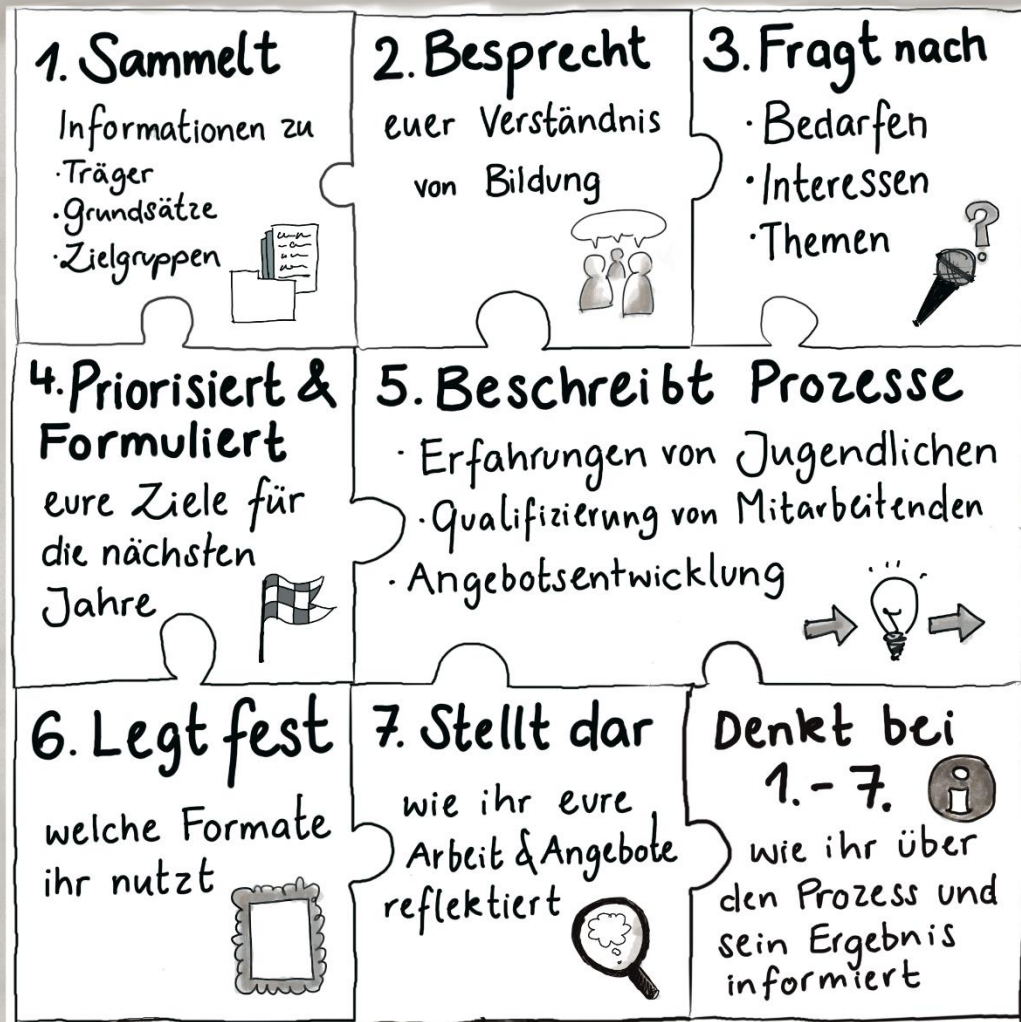 1. Sammelt
Informationen zu
· Träger
· Grundsätze
· Zielgruppen
2. Besprecht
euer Verständnis
von Bildung
3. Fragt nach
· Bedarfen
· Interessen
· Themen
?
4. Priorisiert &
Formuliert
eure Ziele für
die nächsten
Jahre
5. Beschreibt Prozesse
· Erfahrungen von Jugendlichen
· Qualifizierung von Mitarbeitenden
· Angebotsentwicklung
6. Legt fest
welche Formate
ihr nutzt
7. Stellt dar
wie ihr eure
Arbeit & Angebote
reflektiert
Denkt bei
1.-7.
i
wie ihr über
den Prozess und
sein Ergebnis
informiert